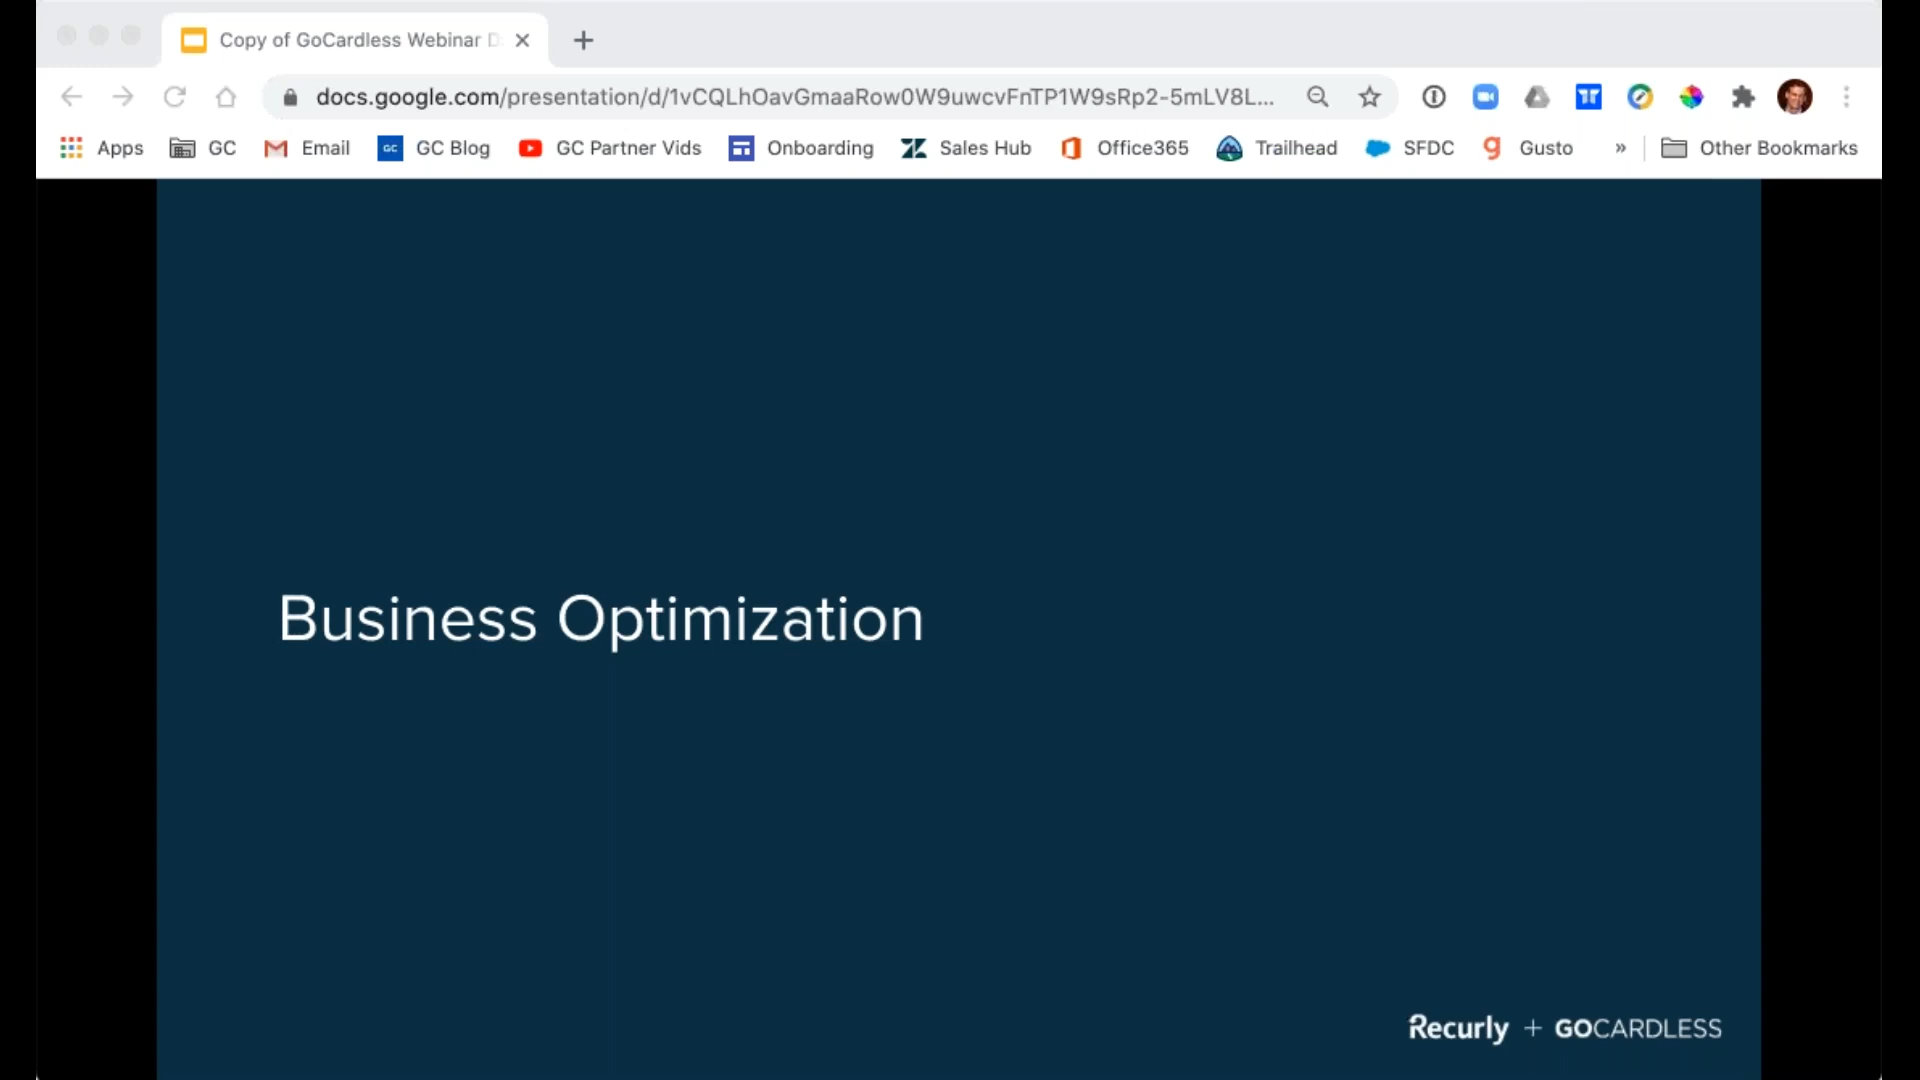 Copy of GoCardless Webinar D
docs.google.com/presentation/d/1vCQLhOavGmaaRow0W9uwcvFnTP1W9sRp2-5mLV8L...
Apps GC Email GC GC Blog GC Partner Vids Onboarding Sales Hub Office365 Trailhead SFDC Gusto » Other Bookmarks
Business Optimization
Recurly + GOCARDLESS